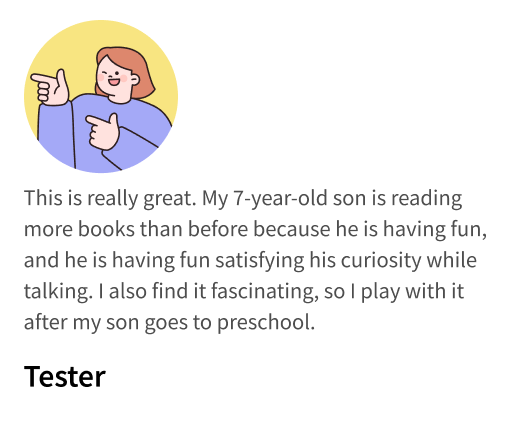 This is really great. My 7-year-old son is reading
more books than before because he is having fun,
and he is having fun satisfying his curiosity while
talking. I also find it fascinating, so I play with it
after my son goes to preschool.
Tester